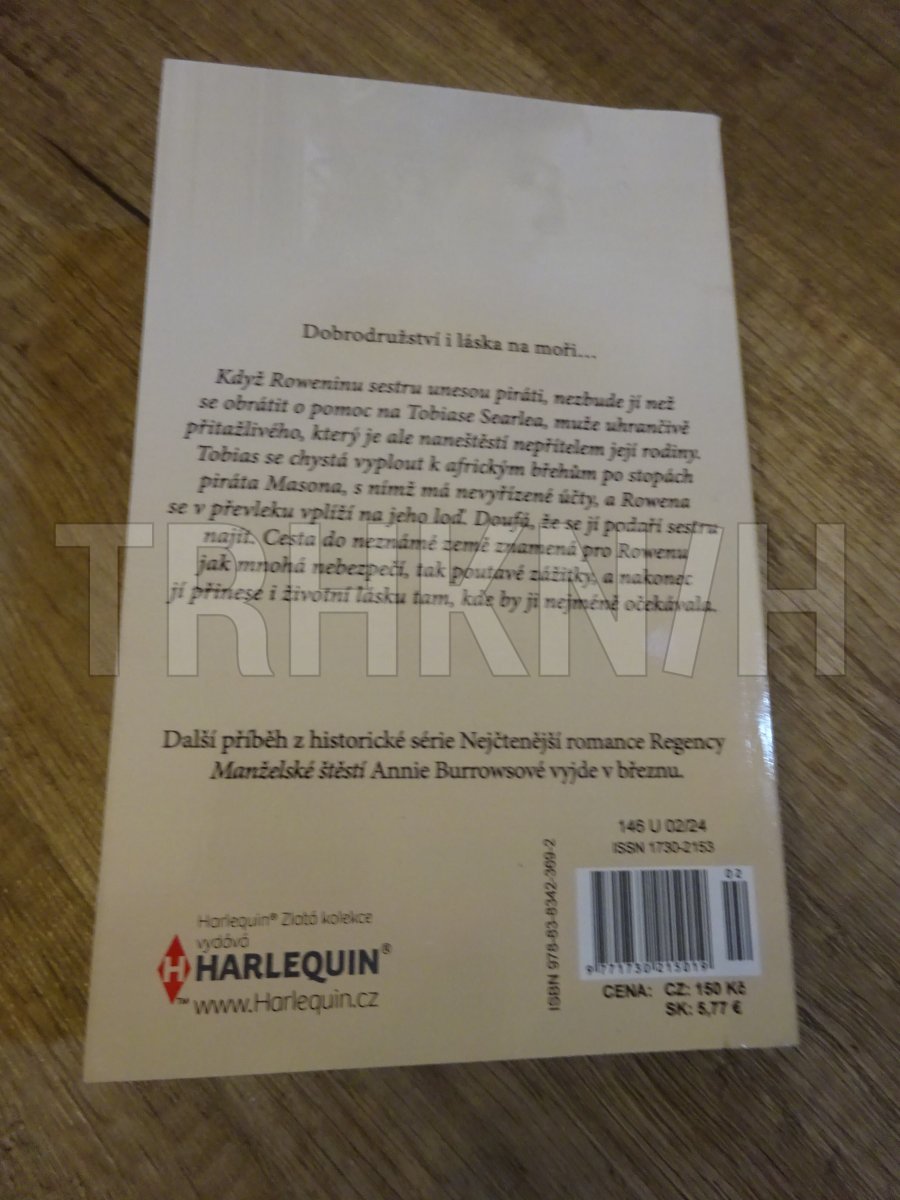 Dobrodružství i láska na moři...
Když Roweninu sestru unesou piráti, nezbude jí než
se obrátit o pomoc na Tobiase Searlea, muže uhrančivě
přitažlivého, který je ale naneštěstí nepřítelem její rodiny.
Tobias se chystá vyplout k africkým břehům po stopách
piráta Masona, s nímž má nevyřízené účty, a Rowena
se v převleku vplíží na jeho loď. Doufá, že se jí podaří sestru
najít. Cesta do neznámé země znamená pro Rowenu
jak mnohá nebezpečí, tak poutavé zážitky, a nakonec
jí přinese i životní lásku tam, kde by ji nejméně očekávala.
TRHKNIH
Další příběh z historické série Nejčtenější romance Regency
Manželské štěstí Annie Burrowsové vyjde v březnu.
146 U 02/24
ISSN 1730-2153
ISBN 978-83-8342-369-2
02
9 771730 215019
CENA: CZ: 150 Kč
SK: 5,77 €
Harlequin® Zlatá kolekce
vydává
H HARLEQUIN®
™ www.Harlequin.cz